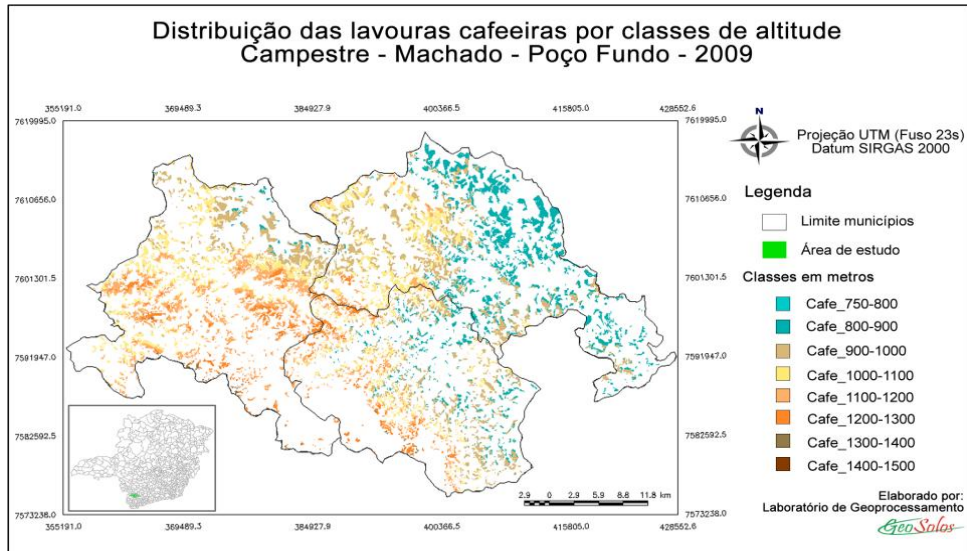 Distribuição das lavouras cafeeiras por classes de altitude
Campestre - Machado - Poço Fundo - 2009
355191.0 369489.3 384927.9 400366.5 415805.0 428552.6
7619995.0 7619995.0
N
Projeção UTM (Fuso 23s)
Datum SIRGAS 2000
Legenda
7610656.0 7610656.0
Limite municípios
Área de estudo
7601301.5 7601301.5
Classes em metros
Cafe_750-800
Cafe_800-900
Cafe_900-1000
7591947.0 7591947.0
Cafe_1000-1100
Cafe_1100-1200
Cafe_1200-1300
7582592.5 7582592.5
Cafe_1300-1400
Cafe_1400-1500
2.9 0 2.9 5.9 8.8 11.8 km
Elaborado por:
Laboratório de Geoprocessamento
GeoSolos
7573238.0 7573238.0
355191.0 369489.3 384927.9 400366.5 415805.0 428552.6